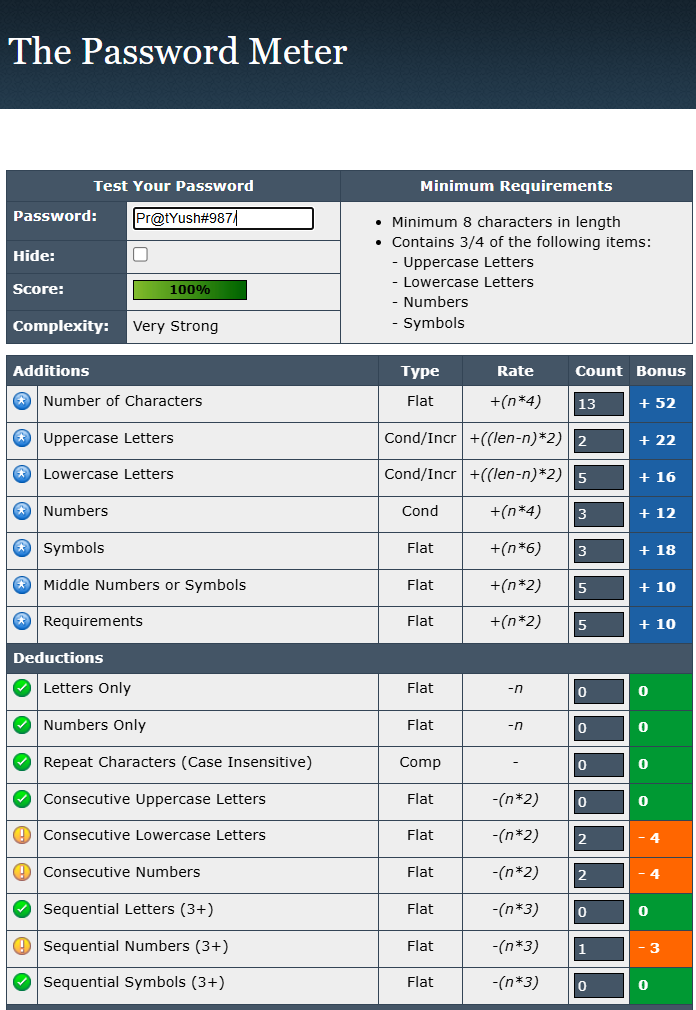 The Password Meter
Test Your Password Minimum Requirements
Password: Pr@tYush#987/
Hide:
Score: 100%
Complexity: Very Strong
• Minimum 8 characters in length
• Contains 3/4 of the following items:
- Uppercase Letters
- Lowercase Letters
- Numbers
- Symbols
Additions Type Rate Count Bonus
Number of Characters Flat +(n*4) 13 + 52
Uppercase Letters Cond/Incr +((len-n)*2) 2 + 22
Lowercase Letters Cond/Incr +((len-n)*2) 5 + 16
Numbers Cond +(n*4) 3 + 12
Symbols Flat +(n*6) 3 + 18
Middle Numbers or Symbols Flat +(n*2) 5 + 10
Requirements Flat +(n*2) 5 + 10
Deductions
Letters Only Flat -n 0 0
Numbers Only Flat -n 0 0
Repeat Characters (Case Insensitive) Comp - 0 0
Consecutive Uppercase Letters Flat -(n*2) 0 0
Consecutive Lowercase Letters Flat -(n*2) 2 - 4
Consecutive Numbers Flat -(n*2) 2 - 4
Sequential Letters (3+) Flat -(n*3) 0 0
Sequential Numbers (3+) Flat -(n*3) 1 - 3
Sequential Symbols (3+) Flat -(n*3) 0 0